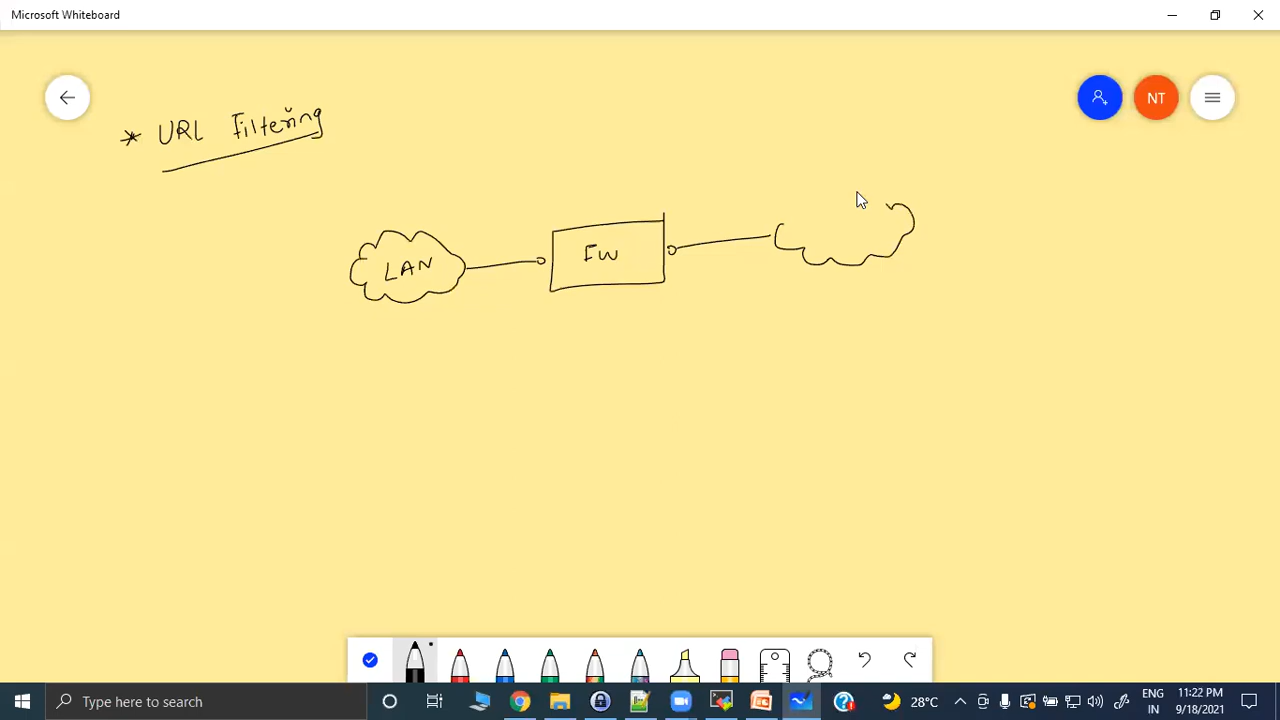 Microsoft Whiteboard
NT
* URL Filtering
LAN
FW
Type here to search
28°C
ENG
IN
11:22 PM
9/18/2021